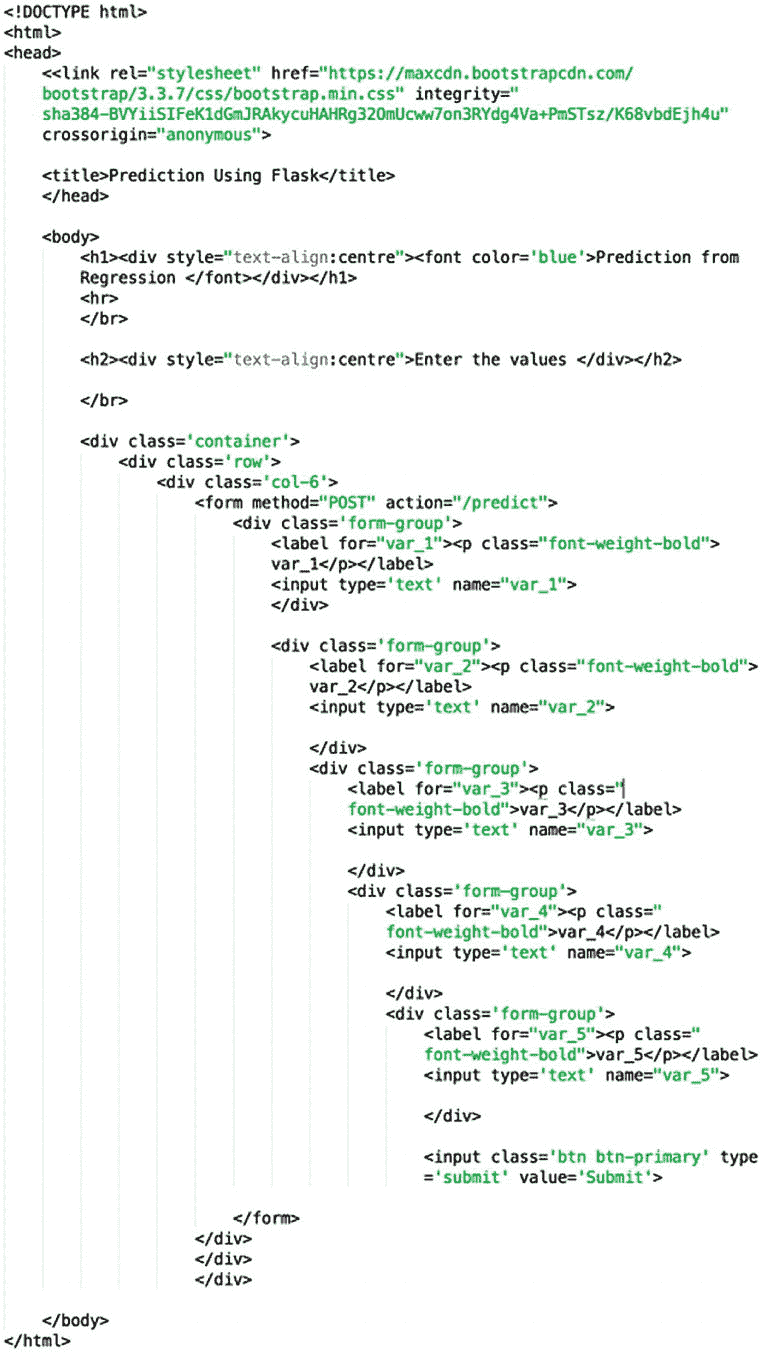 <!DOCTYPE html>
<html>
<head>
<<link rel="stylesheet" href="https://maxcdn.bootstrapcdn.com/
bootstrap/3.3.7/css/bootstrap.min.css" integrity="
sha384-BVYiiSIFeK1dGmJRAkycuHAHRg32OmUcww7on3RYdg4Va+PmSTsz/K68vbdEjh4u"
crossorigin="anonymous">
<title>Prediction Using Flask</title>
</head>
<body>
<h1><div style="text-align:centre"><font color='blue'>Prediction from
Regression </font></div></h1>
<hr>
</br>
<h2><div style="text-align:centre">Enter the values </div></h2>
</br>
<div class='container'>
<div class='row'>
<div class='col-6'>
<form method="POST" action="/predict">
<div class='form-group'>
<label for="var_1"><p class="font-weight-bold">
var_1</p></label>
<input type='text' name="var_1">
</div>
<div class='form-group'>
<label for="var_2"><p class="font-weight-bold">
var_2</p></label>
<input type='text' name="var_2">
</div>
<div class='form-group'>
<label for="var_3"><p class="
font-weight-bold">var_3</p></label>
<input type='text' name="var_3">
</div>
<div class='form-group'>
<label for="var_4"><p class="
font-weight-bold">var_4</p></label>
<input type='text' name="var_4">
</div>
<div class='form-group'>
<label for="var_5"><p class="
font-weight-bold">var_5</p></label>
<input type='text' name="var_5">
</div>
<input class='btn btn-primary' type
='submit' value='Submit'>
</form>
</div>
</div>
</div>
</body>
</html>